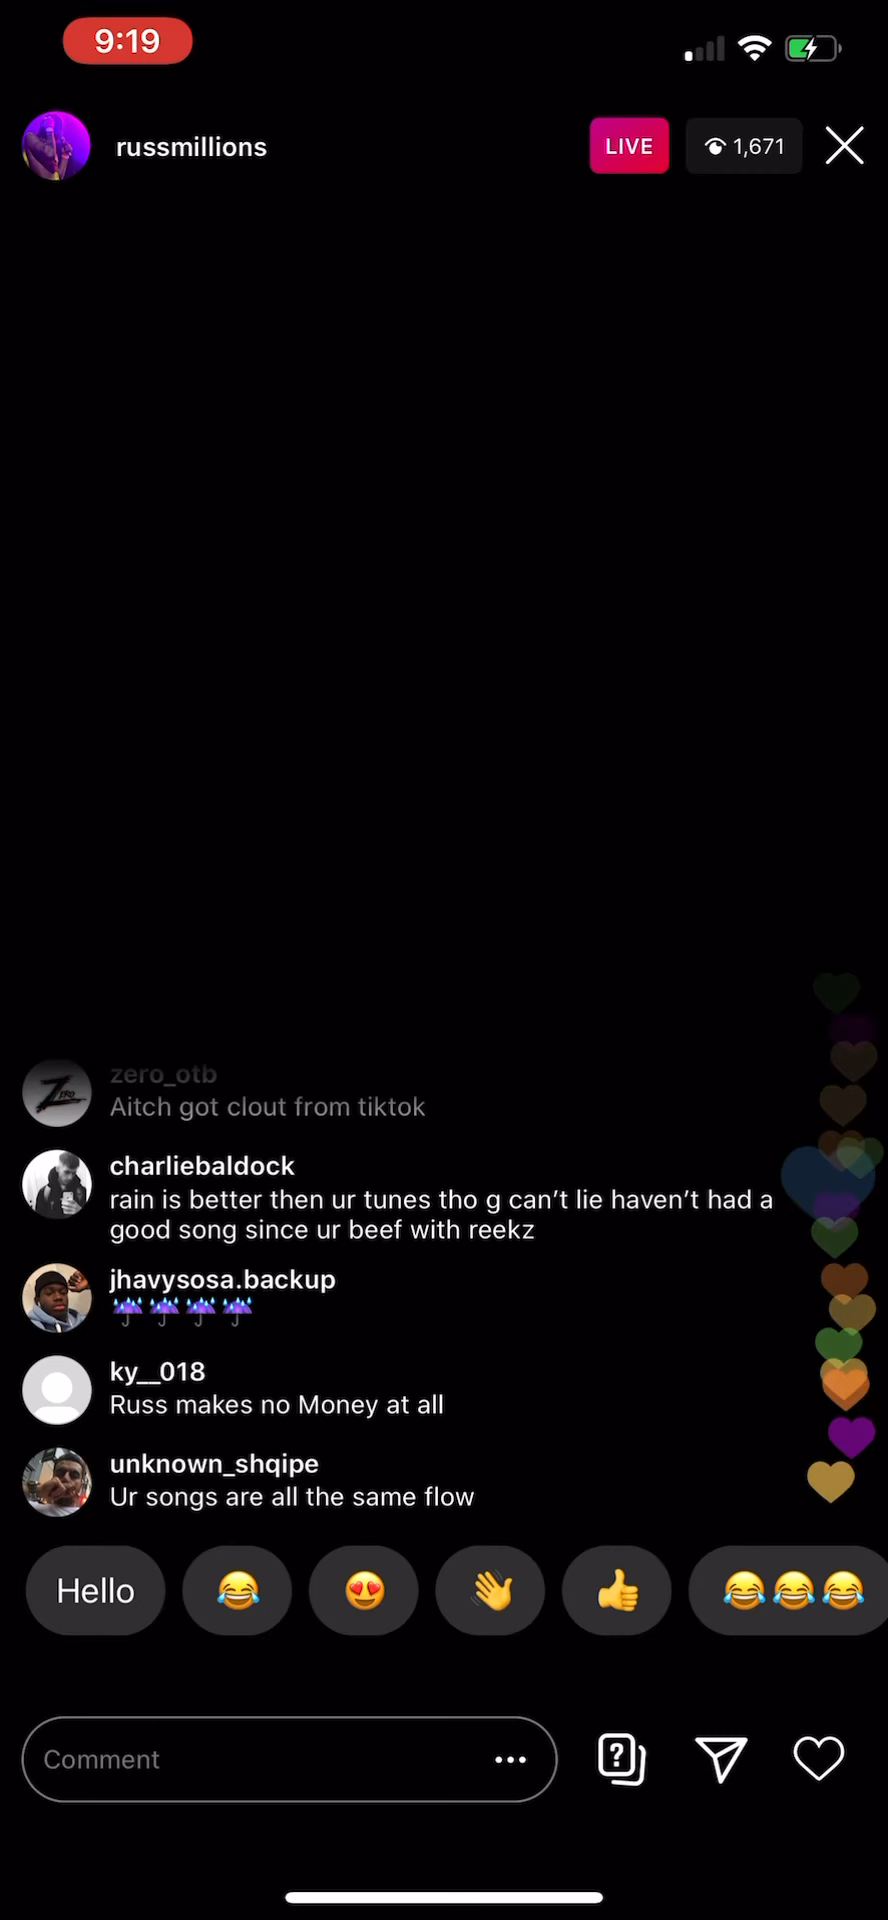 9:19
russmillions
LIVE
1,671
zero_otb
Aitch got clout from tiktok
charliebaldock
rain is better then ur tunes tho g can’t lie haven’t had a
good song since ur beef with reekz
jhavysosa.backup
☔☔☔☔
ky__018
Russ makes no Money at all
unknown_shqipe
Ur songs are all the same flow
Hello 😂 😍 👋 👍 😂😂😂
Comment